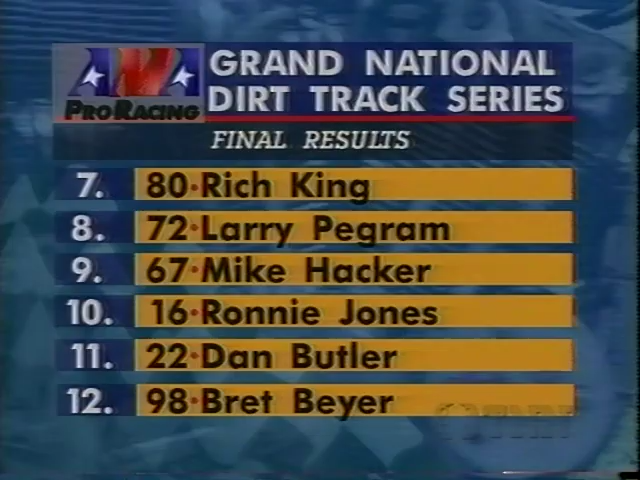 AMA
PRORACING
GRAND NATIONAL
DIRT TRACK SERIES
FINAL RESULTS
7. 80·Rich King
8. 72·Larry Pegram
9. 67·Mike Hacker
10. 16·Ronnie Jones
11. 22·Dan Butler
12. 98·Bret Beyer